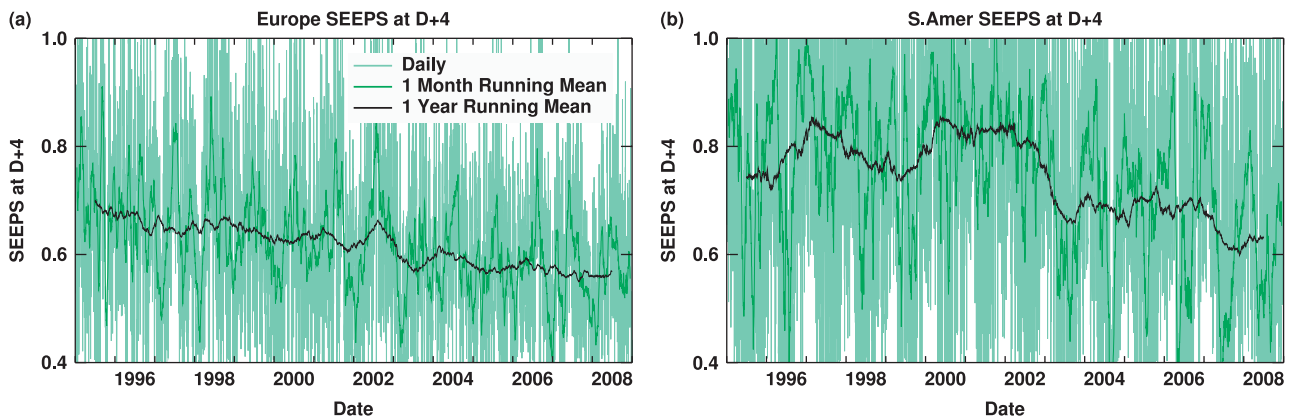 (a)
Europe SEEPS at D+4
SEEPS at D+4
1.0
0.8
0.6
0.4
Daily
1 Month Running Mean
1 Year Running Mean
1996 1998 2000 2002 2004 2006 2008
Date
(b)
S.Amer SEEPS at D+4
SEEPS at D+4
1.0
0.8
0.6
0.4
1996 1998 2000 2002 2004 2006 2008
Date